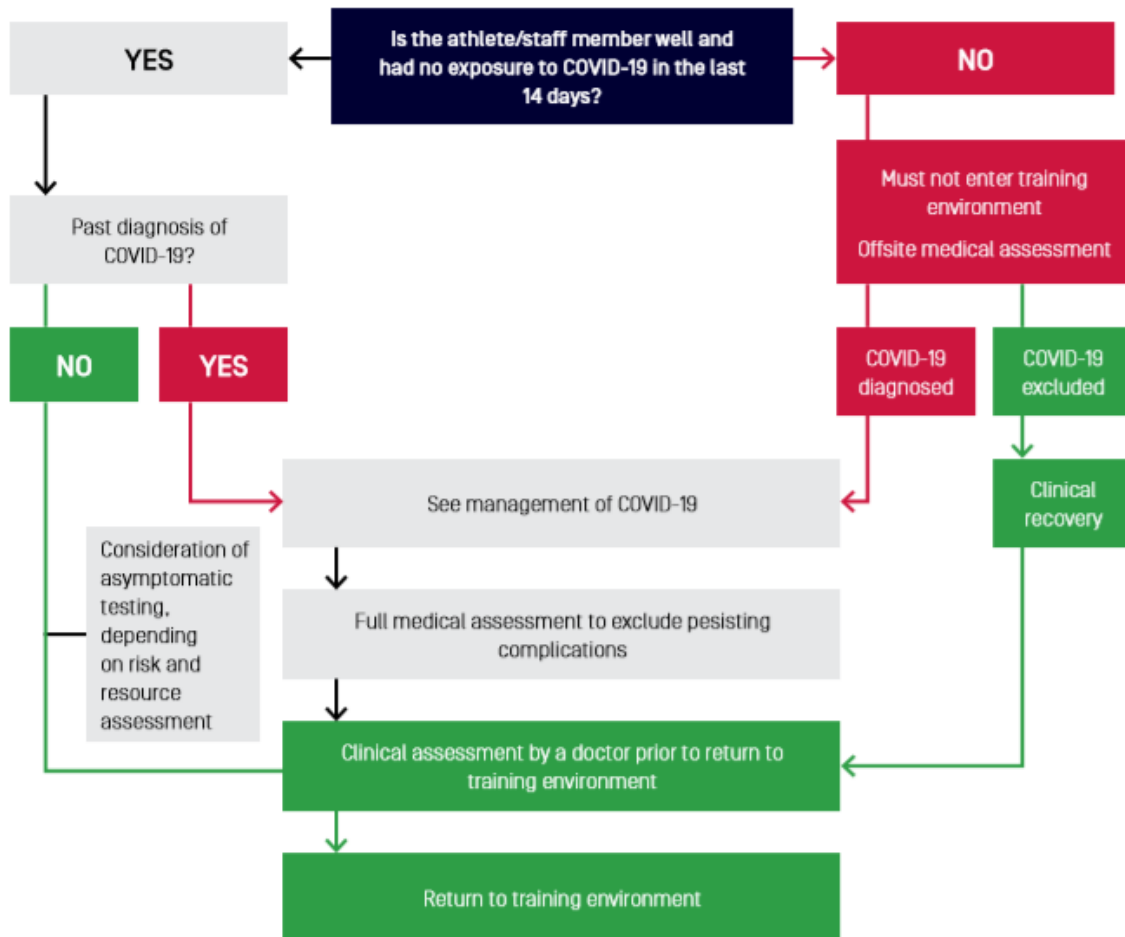 YES
Is the athlete/staff member well and
had no exposure to COVID-19 in the last
14 days?
NO
Must not enter training
environment
Offsite medical assessment
Past diagnosis of
COVID-19?
NO
YES
COVID-19
diagnosed
COVID-19
excluded
See management of COVID-19
Clinical
recovery
Consideration of
asymptomatic
testing,
depending
on risk and
resource
assessment
Full medical assessment to exclude pesisting
complications
Clinical assessment by a doctor prior to return to
training environment
Return to training environment